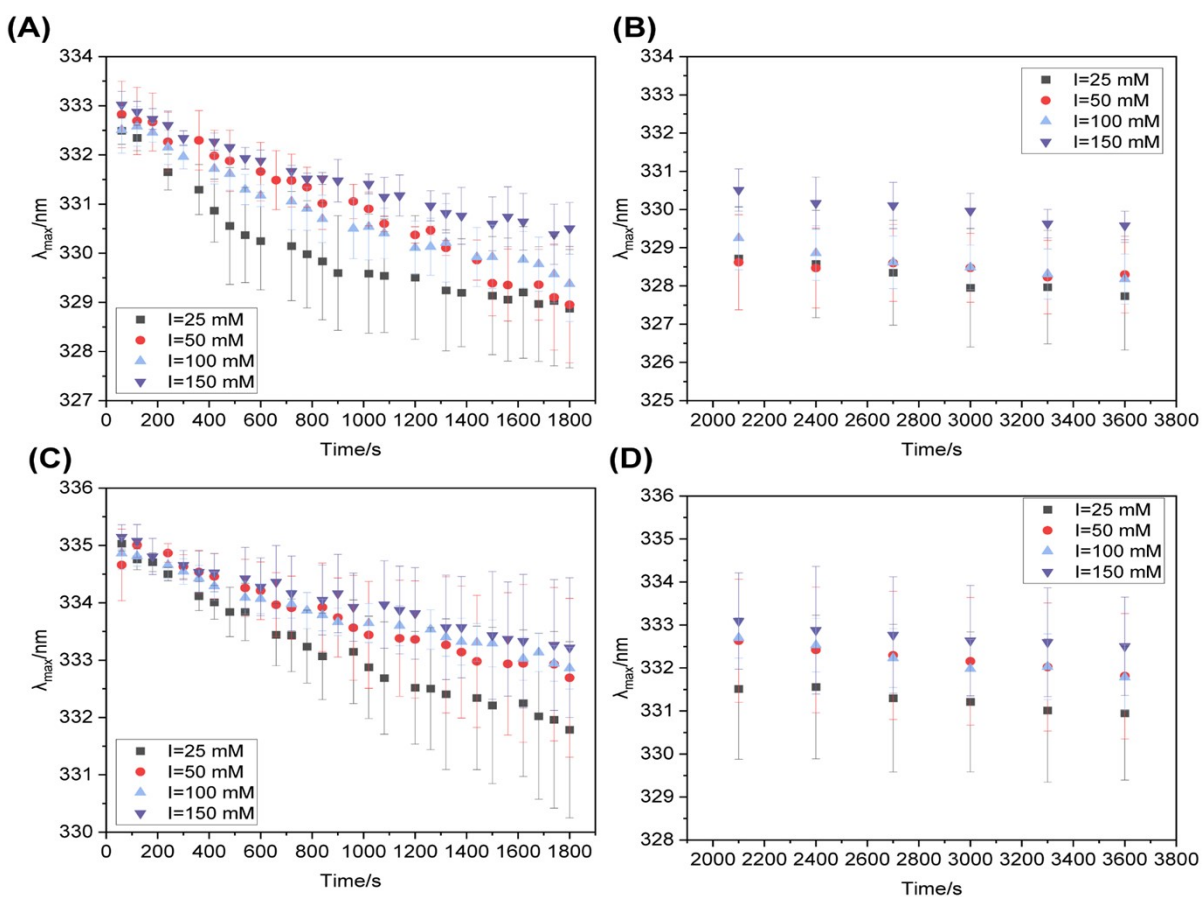 (A)
334
333
332
331
330
329
328
327
λmax/nm
0 200 400 600 800 1000 1200 1400 1600 1800
Time/s
I=25 mM
I=50 mM
I=100 mM
I=150 mM
(B)
334
333
332
331
330
329
328
327
326
325
λmax/nm
2000 2200 2400 2600 2800 3000 3200 3400 3600 3800
Time/s
I=25 mM
I=50 mM
I=100 mM
I=150 mM
(C)
336
335
334
333
332
331
330
λmax/nm
0 200 400 600 800 1000 1200 1400 1600 1800
Time/s
I=25 mM
I=50 mM
I=100 mM
I=150 mM
(D)
336
335
334
333
332
331
330
329
328
λmax/nm
2000 2200 2400 2600 2800 3000 3200 3400 3600 3800
Time/s
I=25 mM
I=50 mM
I=100 mM
I=150 mM